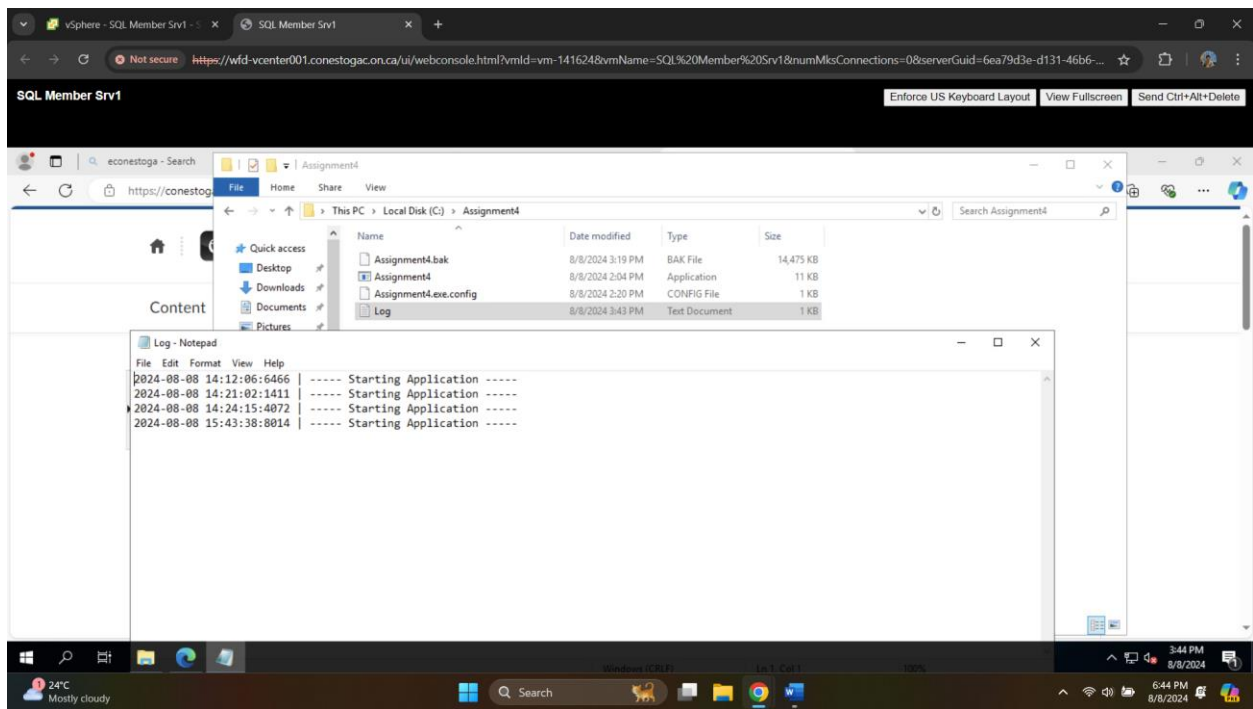 vSphere - SQL Member Srv1 - S
SQL Member Srv1
Not secure https://wfd-vcenter001.conestogac.on.ca/ui/webconsole.html?vmId=vm-141624&vmName=SQL%20Member%20Srv1&numMksConnections=0&serverGuid=6ea79d3e-d131-46b6-...
SQL Member Srv1
Enforce US Keyboard Layout View Fullscreen Send Ctrl+Alt+Delete
econestoga - Search
Assignment4
https://conestog
File Home Share View
This PC > Local Disk (C:) > Assignment4
Search Assignment4
Name Date modified Type Size
Quick access
Assignment4.bak 8/8/2024 3:19 PM BAK File 14,475 KB
Desktop
Assignment4 8/8/2024 2:04 PM Application 11 KB
Downloads
Assignment4.exe.config 8/8/2024 2:20 PM CONFIG File 1 KB
Content
Documents
Log 8/8/2024 3:43 PM Text Document 1 KB
Pictures
Log - Notepad
File Edit Format View Help
2024-08-08 14:12:06:6466 | ----- Starting Application -----
2024-08-08 14:21:02:1411 | ----- Starting Application -----
2024-08-08 14:24:15:4072 | ----- Starting Application -----
2024-08-08 15:43:38:8014 | ----- Starting Application -----
Windows (CRLF) Ln 1, Col 1 100%
3:44 PM
8/8/2024
1
24°C
Mostly cloudy
Search
6:44 PM
8/8/2024